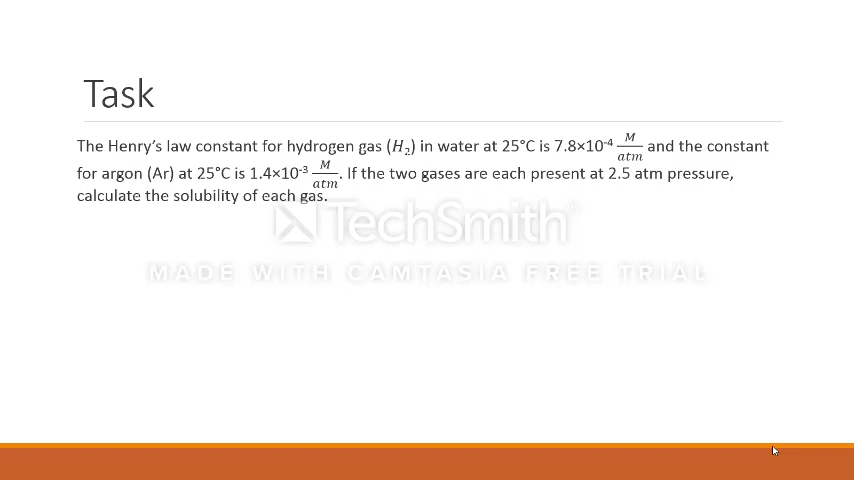 Task
The Henry's law constant for hydrogen gas (H₂) in water at 25°C is 7.8×10⁻⁴ M/atm and the constant
for argon (Ar) at 25°C is 1.4×10⁻³ M/atm. If the two gases are each present at 2.5 atm pressure,
calculate the solubility of each gas.
TechSmith
MADE WITH CAMTASIA FREE TRIAL